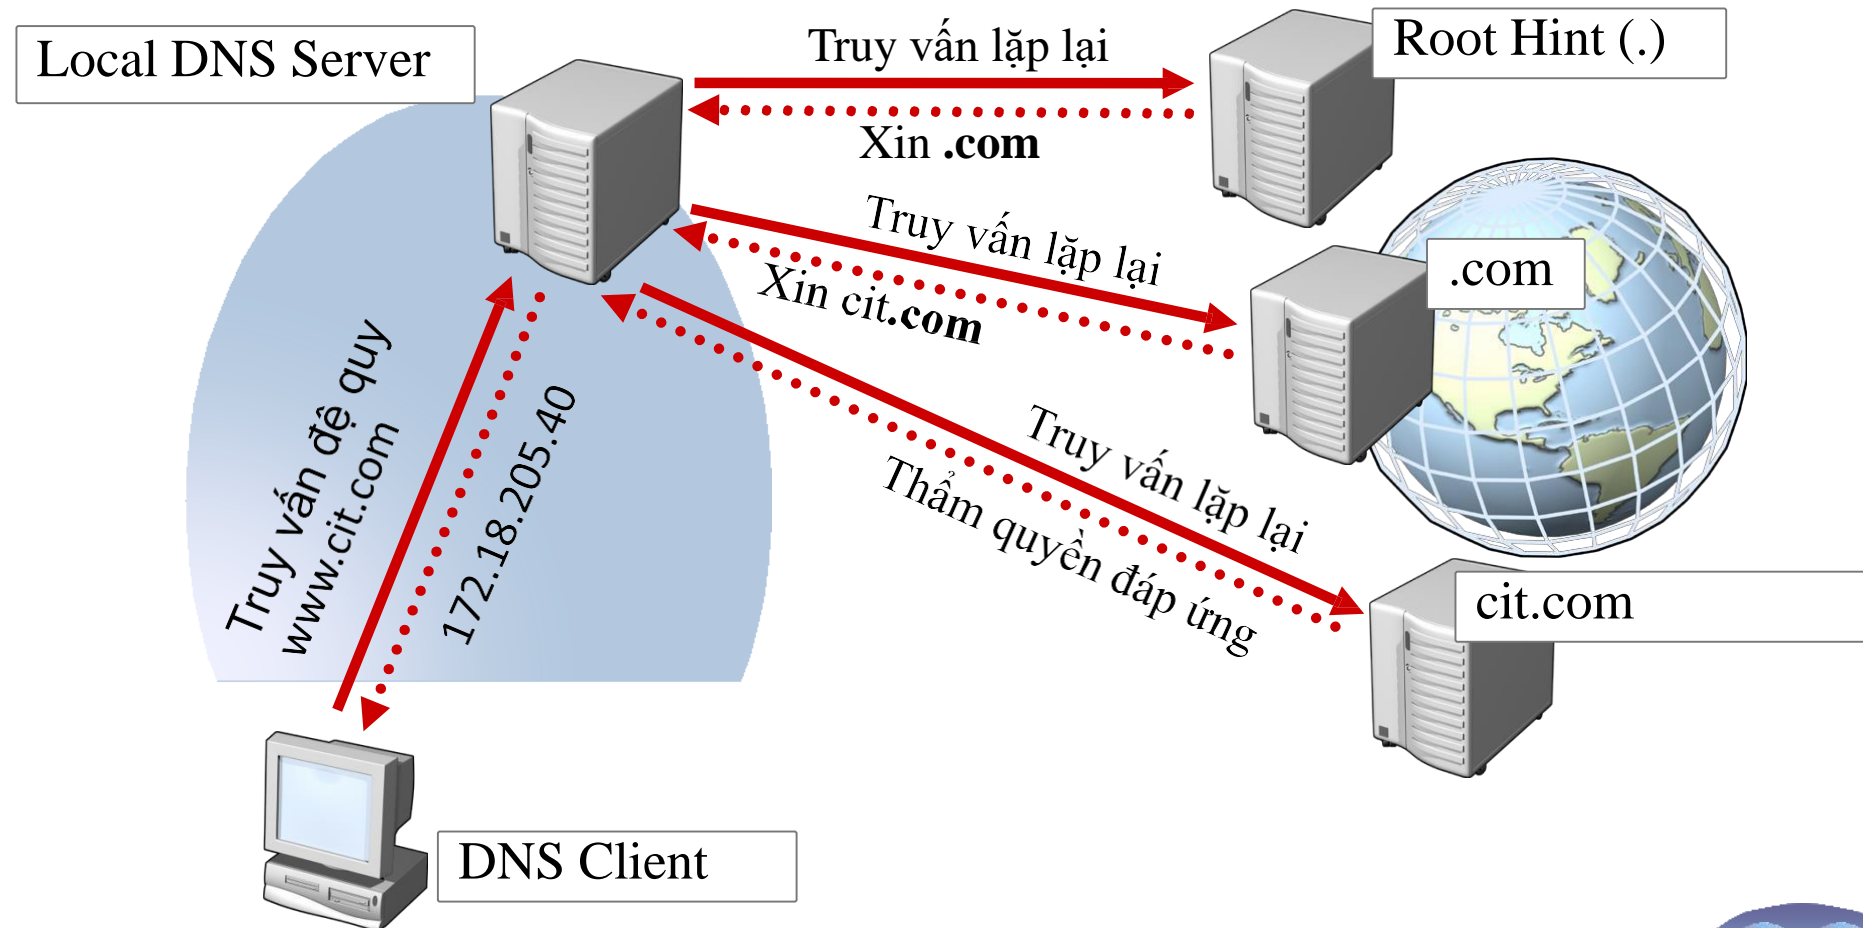 Local DNS Server
Truy vấn lặp lại
Root Hint (.)
Xin .com
Truy vấn lặp lại
.com
Xin cit.com
Truy vấn đệ quy
www.cit.com
172.18.205.40
Truy vấn lặp lại
Thẩm quyền đáp ứng
cit.com
DNS Client